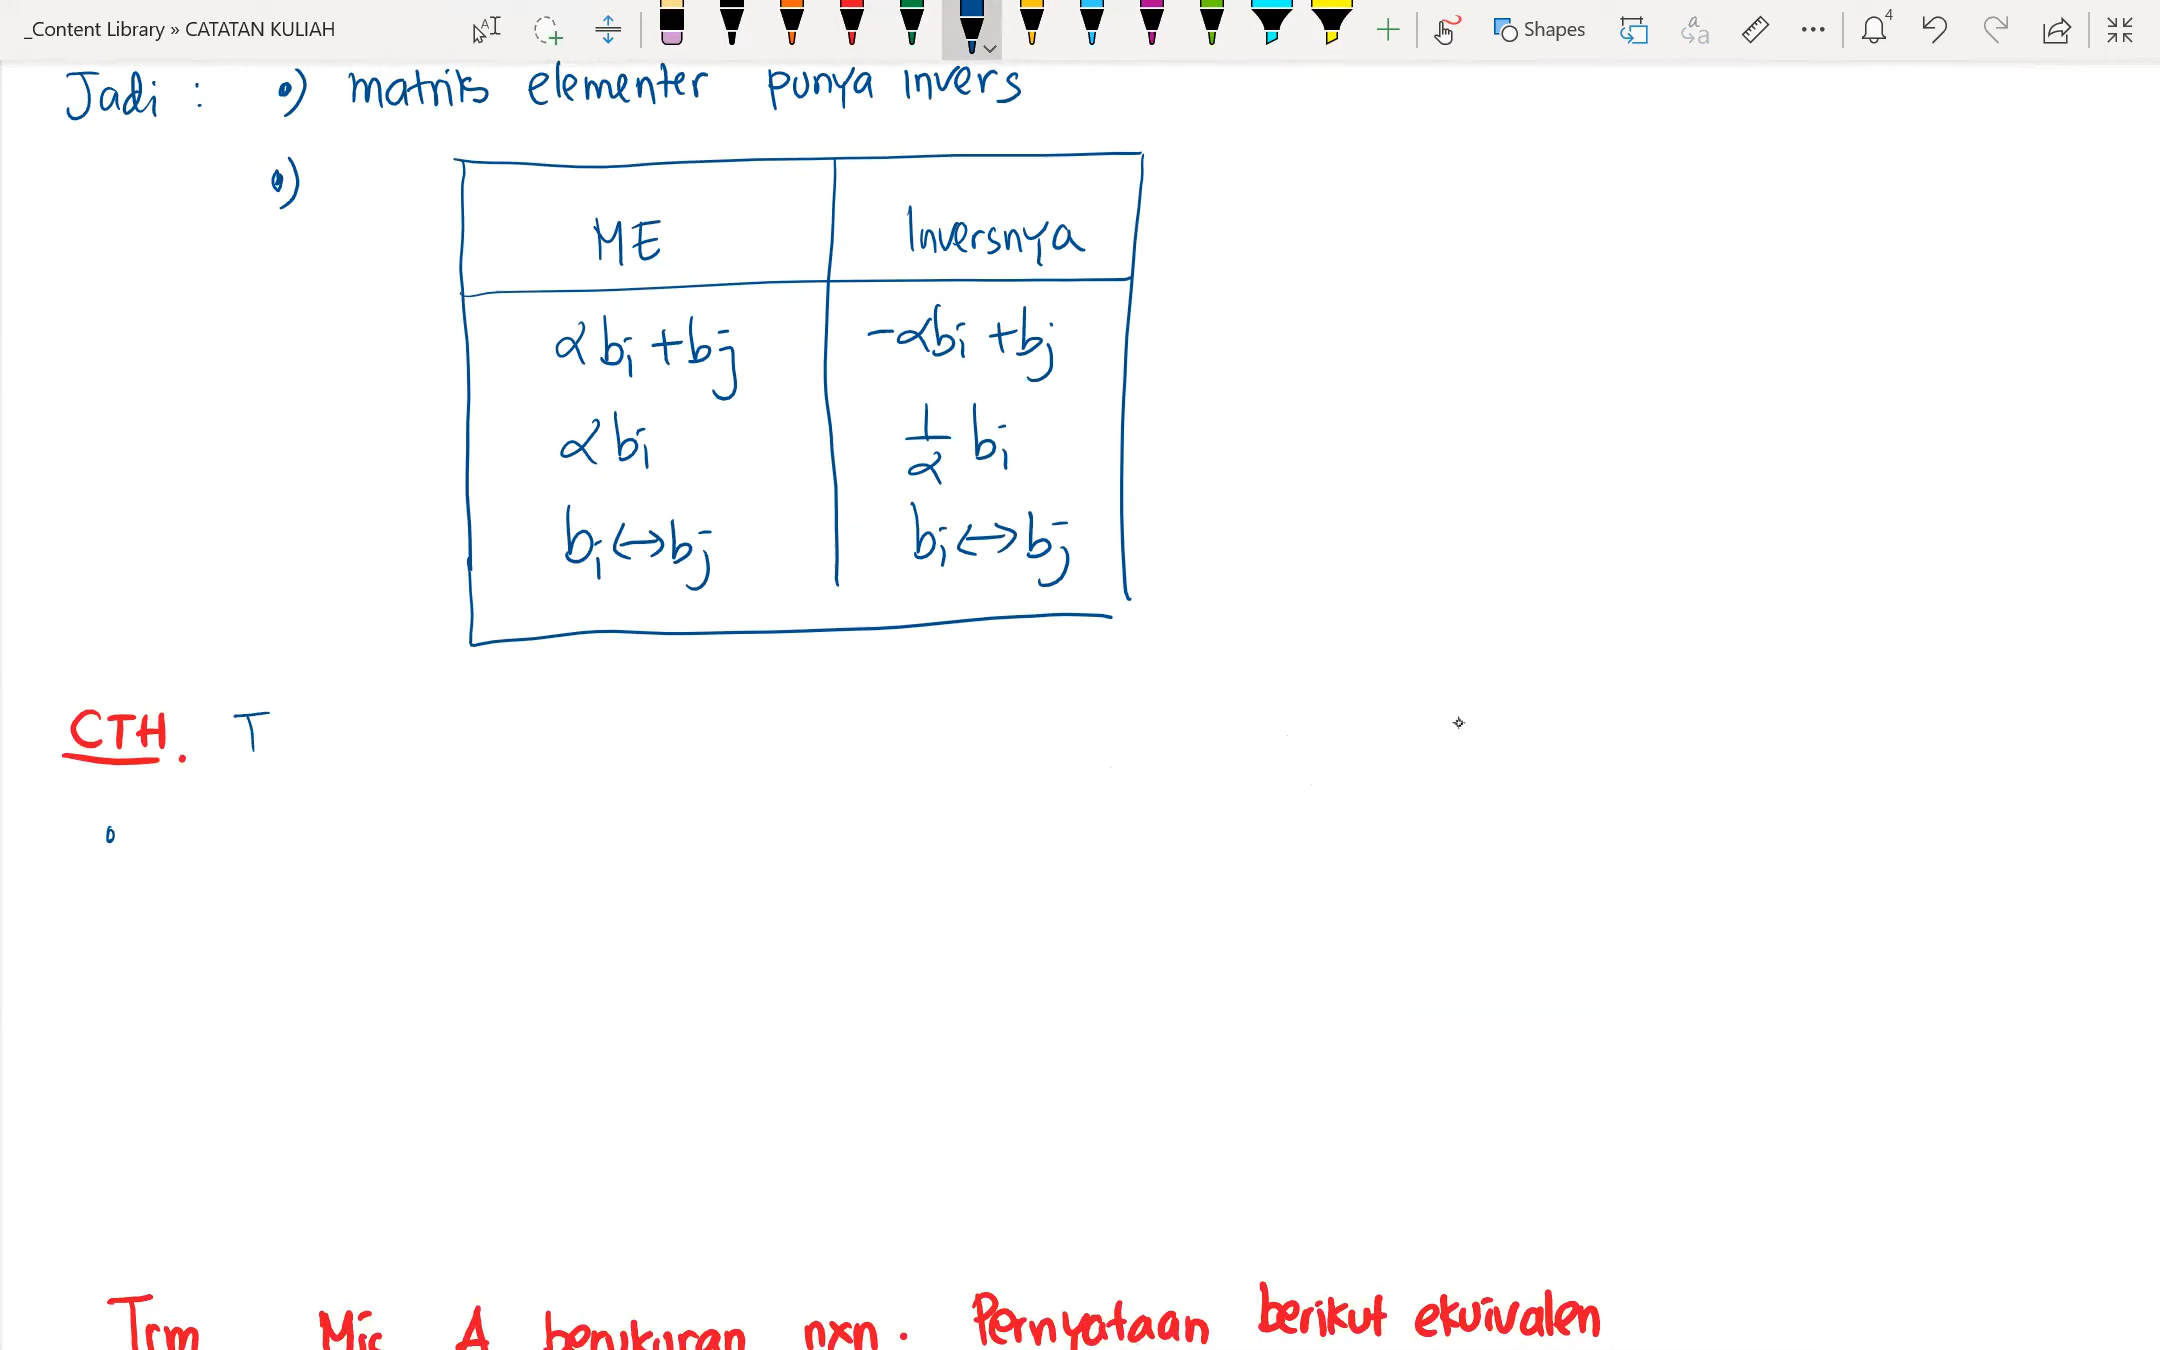 _Content Library » CATATAN KULIAH
Shapes
4
Jadi : •) matriks elementer punya invers
•)
ME Inversnya
αbi + bj -αbi + bj
αbi 1/α bi
bi ↔ bj bi ↔ bj
CTH. T
Trm Mis A berukuran nxn. Pernyataan berikut ekuivalen